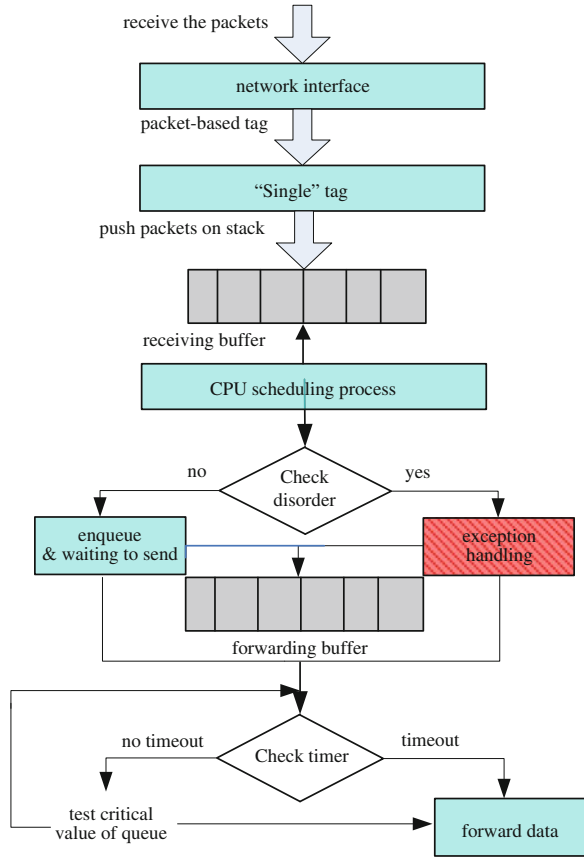 receive the packets
network interface
packet-based tag
“Single” tag
push packets on stack
receiving buffer
CPU scheduling process
no
Check
disorder
yes
enqueue
& waiting to send
exception
handling
forwarding buffer
no timeout
Check timer
timeout
test critical
value of queue
forward data